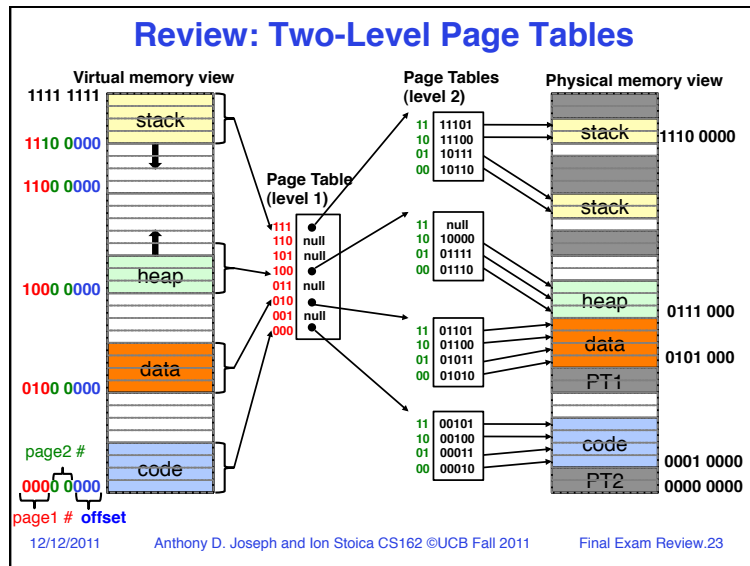 Review: Two-Level Page Tables
Virtual memory view
1111 1111
stack
1110 0000
1100 0000
heap
1000 0000
data
0100 0000
page2 #
code
0000 0000
page1 # offset
Page Table
(level 1)
111
110 null
101 null
100
011 null
010
001 null
000
Page Tables
(level 2)
11 11101
10 11100
01 10111
00 10110
11 null
10 10000
01 01111
00 01110
11 01101
10 01100
01 01011
00 01010
11 00101
10 00100
01 00011
00 00010
Physical memory view
stack
1110 0000
stack
heap
0111 000
data
0101 000
PT1
code
0001 0000
PT2
0000 0000
12/12/2011 Anthony D. Joseph and Ion Stoica CS162 ©UCB Fall 2011 Final Exam Review.23